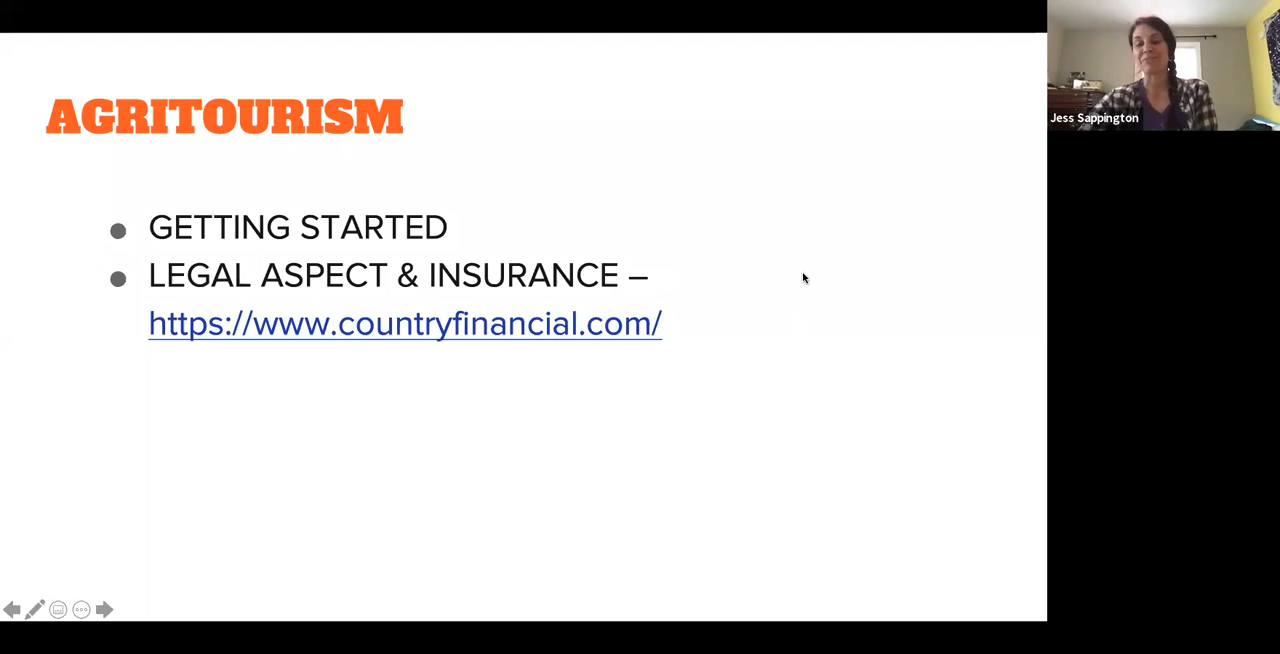 AGRITOURISM
GETTING STARTED
LEGAL ASPECT & INSURANCE –
https://www.countryfinancial.com/
Jess Sappington